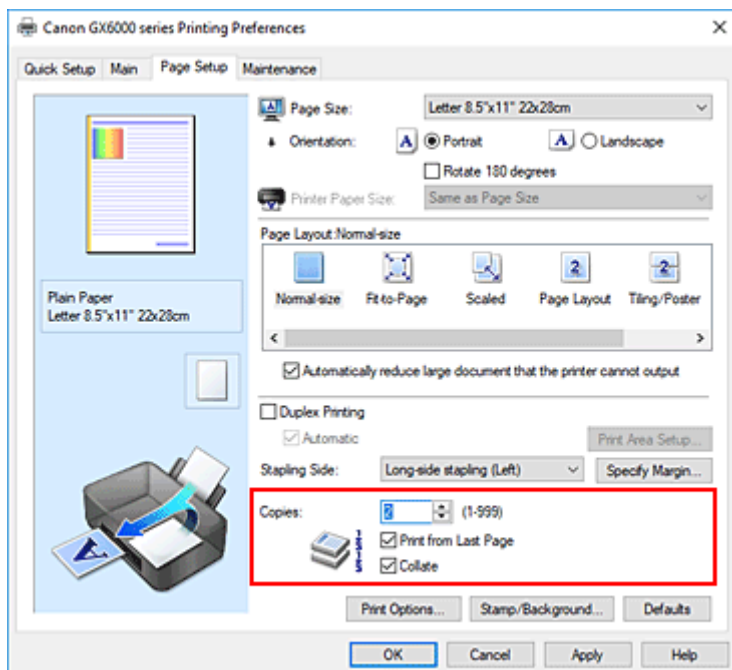 Canon GX6000 series Printing Preferences
Quick Setup Main Page Setup Maintenance
Page Size: Letter 8.5"x11" 22x28cm
Orientation: A Portrait A Landscape
Rotate 180 degrees
Printer Paper Size: Same as Page Size
Page Layout:Normal-size
Normal-size Fit-to-Page Scaled Page Layout Tiling/Poster
Plain Paper
Letter 8.5"x11" 22x28cm
Automatically reduce large document that the printer cannot output
Duplex Printing
Automatic Print Area Setup...
Stapling Side: Long-side stapling (Left) Specify Margin...
Copies: 2 (1-999)
Print from Last Page
Collate
Print Options... Stamp/Background... Defaults
OK Cancel Apply Help